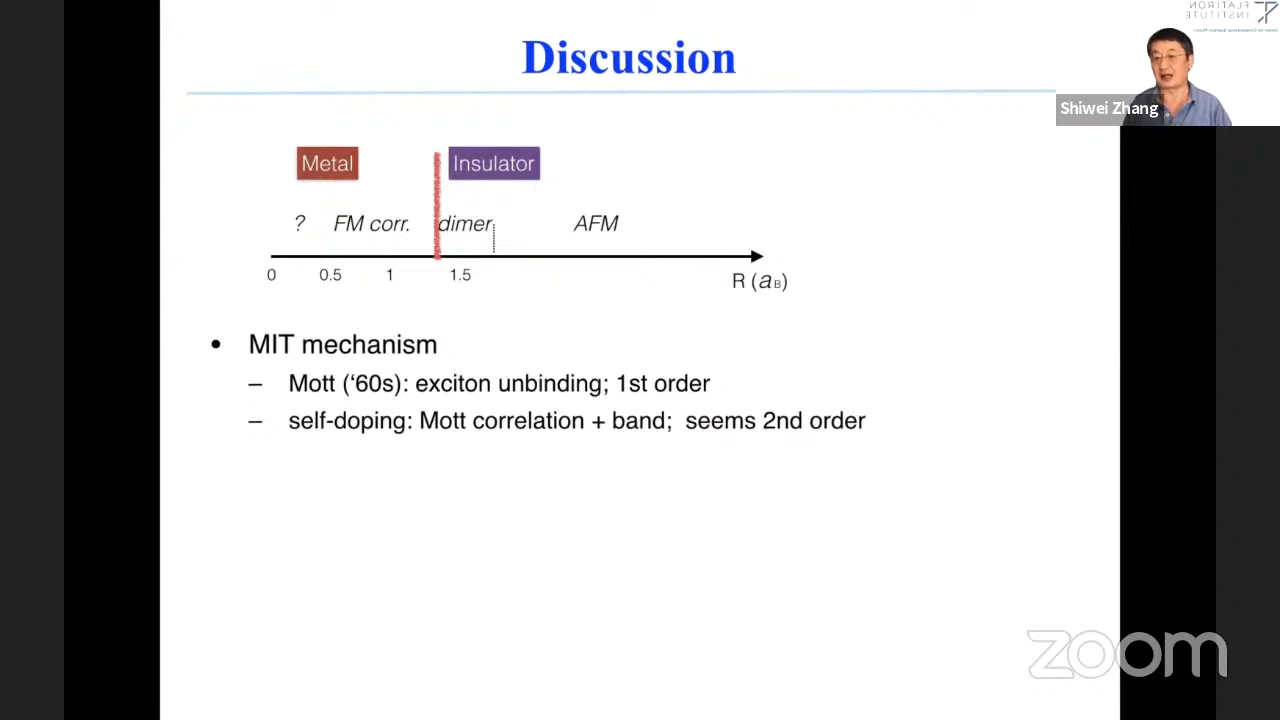 FLATIRON
INSTITUTE
Discussion
Shiwei Zhang
Metal
Insulator
? FM corr. dimer AFM
0 0.5 1 1.5
R (aB)
• MIT mechanism
– Mott (‘60s): exciton unbinding; 1st order
– self-doping: Mott correlation + band; seems 2nd order
zoom